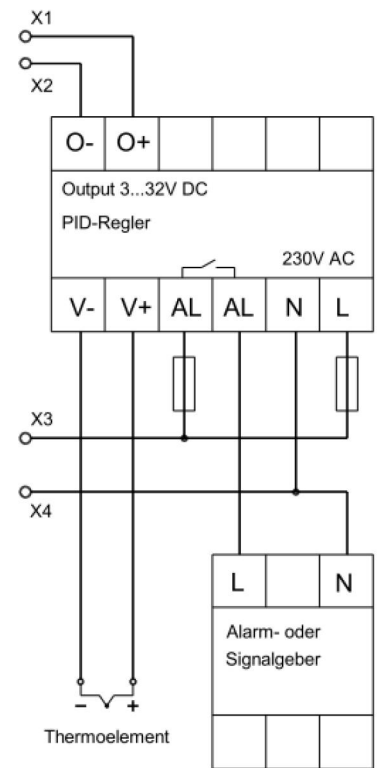 X1
X2
O- O+
Output 3...32V DC
PID-Regler
230V AC
V- V+ AL AL N L
X3
X4
L N
Alarm- oder
Signalgeber
- +
Thermoelement